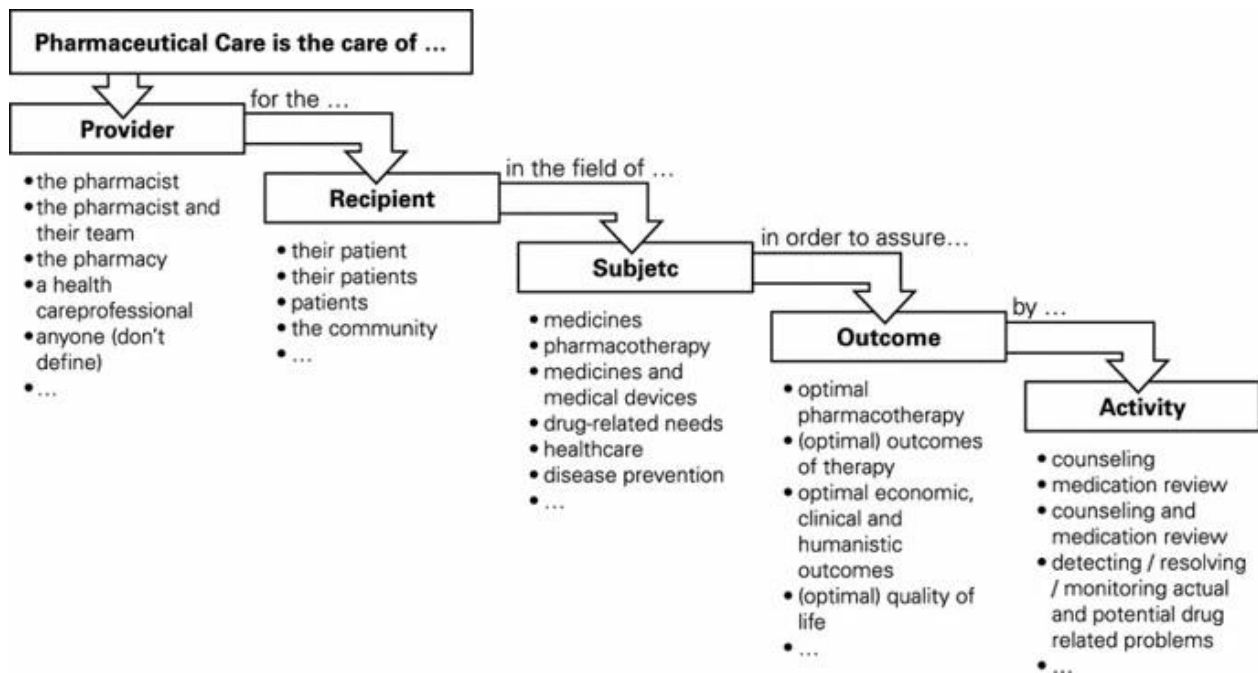 Pharmaceutical Care is the care of ...
for the ...
Provider
• the pharmacist
• the pharmacist and
their team
• the pharmacy
• a health
careprofessional
• anyone (don't
define)
• ...
in the field of ...
Recipient
• their patient
• their patients
• patients
• the community
• ...
in order to assure...
Subjetc
• medicines
• pharmacotherapy
• medicines and
medical devices
• drug-related needs
• healthcare
• disease prevention
• ...
by ...
Outcome
• optimal
pharmacotherapy
• (optimal) outcomes
of therapy
• optimal economic,
clinical and
humanistic
outcomes
• (optimal) quality of
life
• ...
Activity
• counseling
• medication review
• counseling and
medication review
• detecting / resolving
/ monitoring actual
and potential drug
related problems
• ...